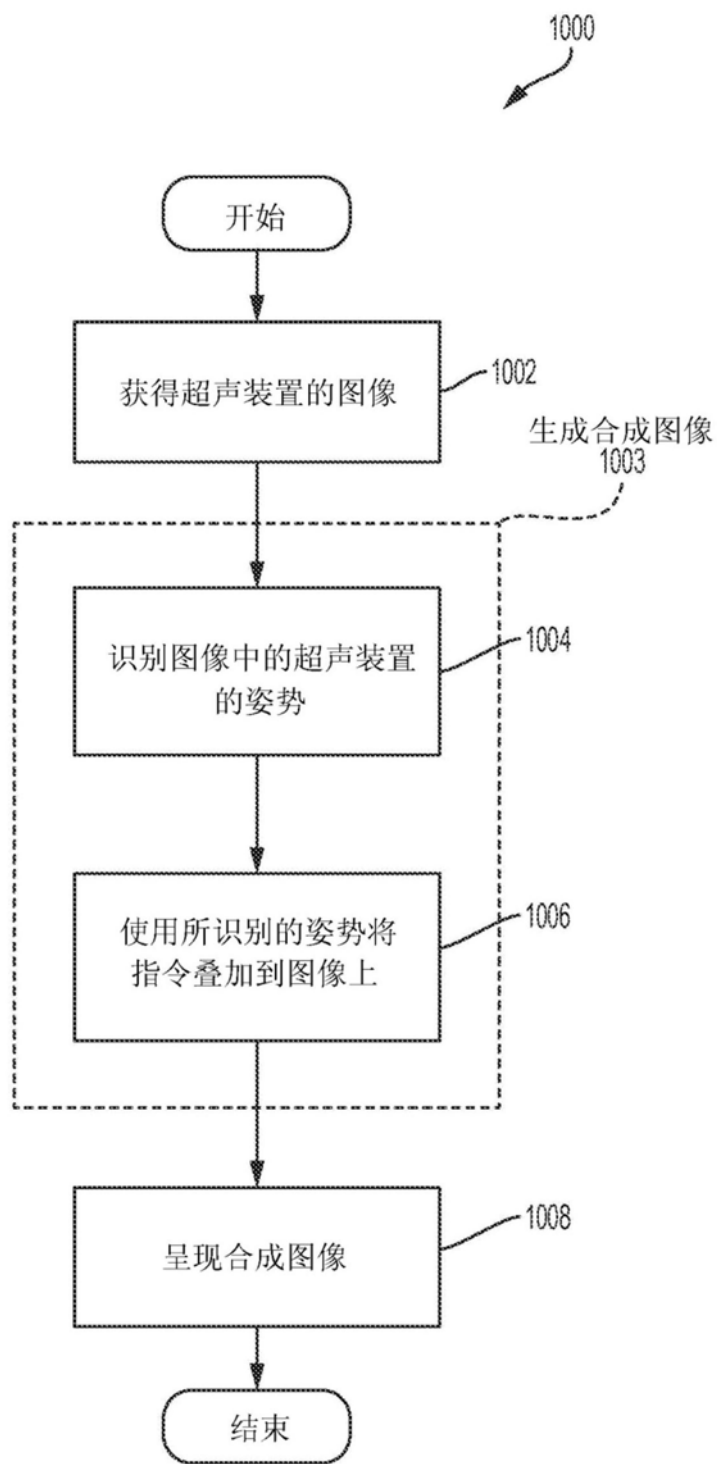 1000
开始
获得超声装置的图像
1002
生成合成图像
1003
识别图像中的超声装置
的姿势
1004
使用所识别的姿势将
指令叠加到图像上
1006
呈现合成图像
1008
结束